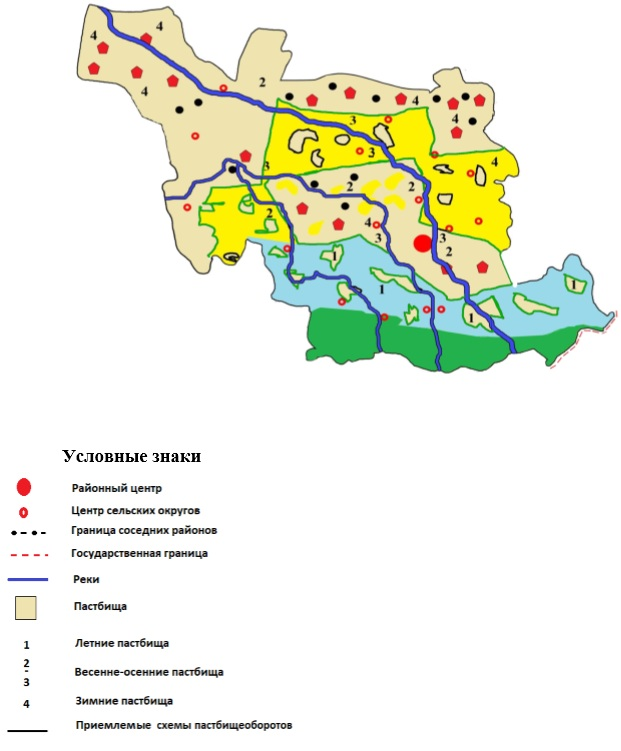 4
4
2
4
4
3
4
3
4
3
2
2
2
4
3
3
2
1
1
1
1
Условные знаки
Районный центр
Центр сельских округов
Граница соседних районов
Государственная граница
Реки
Пастбища
1 Летние пастбища
2
- Весенне-осенние пастбища
3
4 Зимние пастбища
Приемлемые схемы пастбищеоборотов